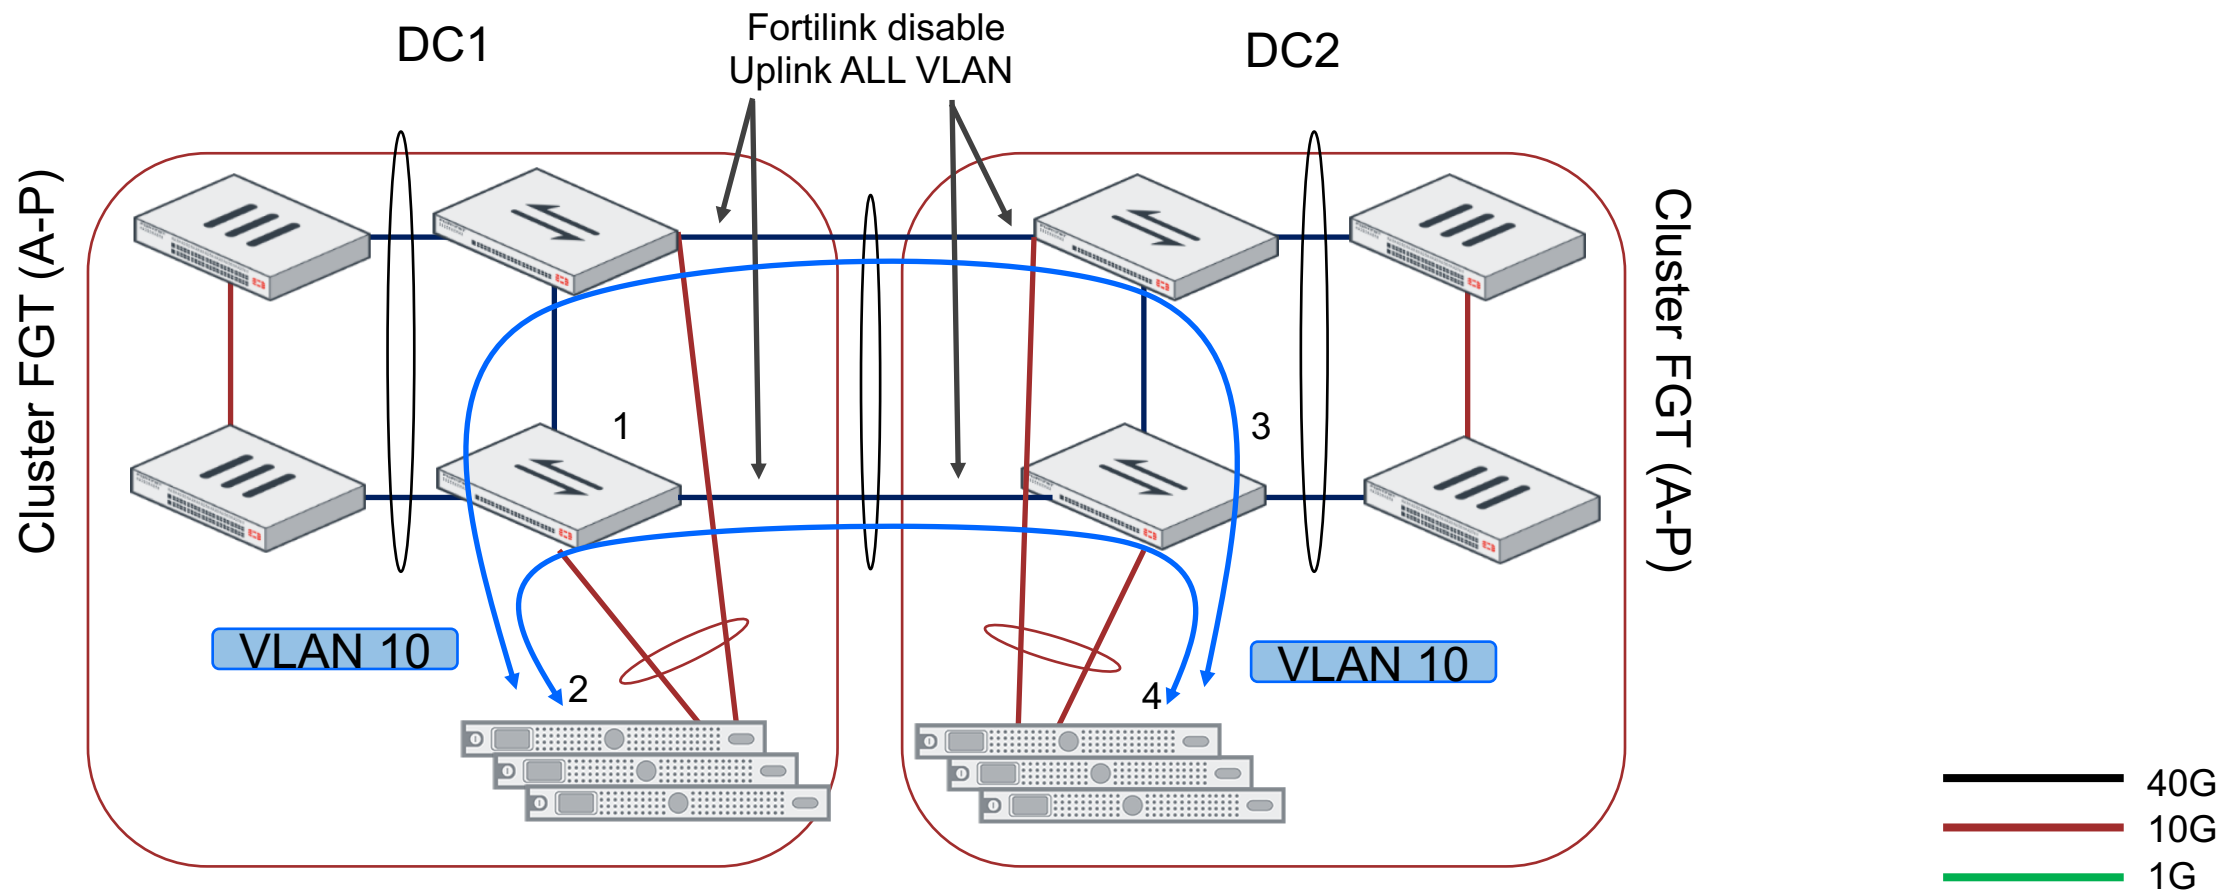 DC1
Fortilink disable
Uplink ALL VLAN
DC2
Cluster FGT (A-P)
Cluster FGT (A-P)
1
3
VLAN 10
VLAN 10
2
4
40G
10G
1G